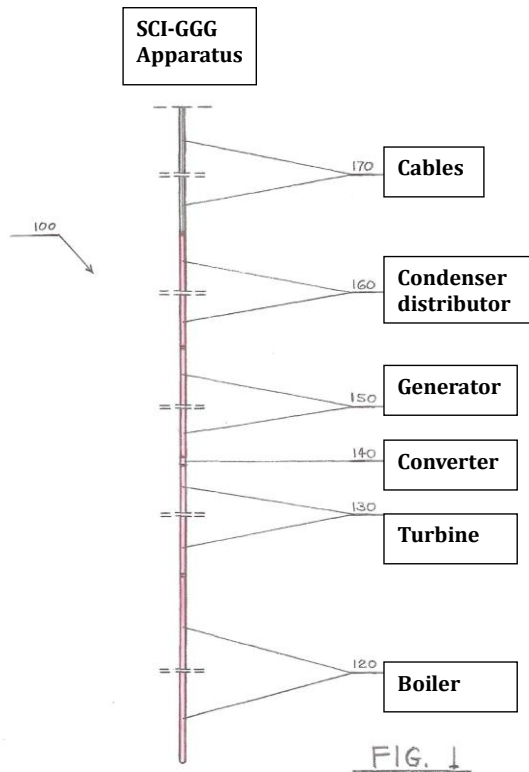 SCI-GGG
Apparatus
170
Cables
100
160
Condenser
distributor
150
Generator
140
Converter
130
Turbine
120
Boiler
FIG. 1